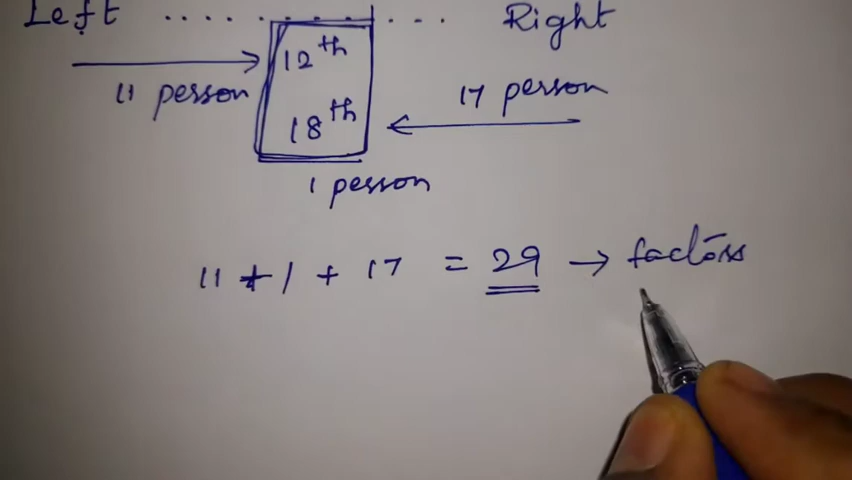 Left ............ Right
12th
11 person 17 person
18th
1 person
11 + 1 + 17 = 29 → factors